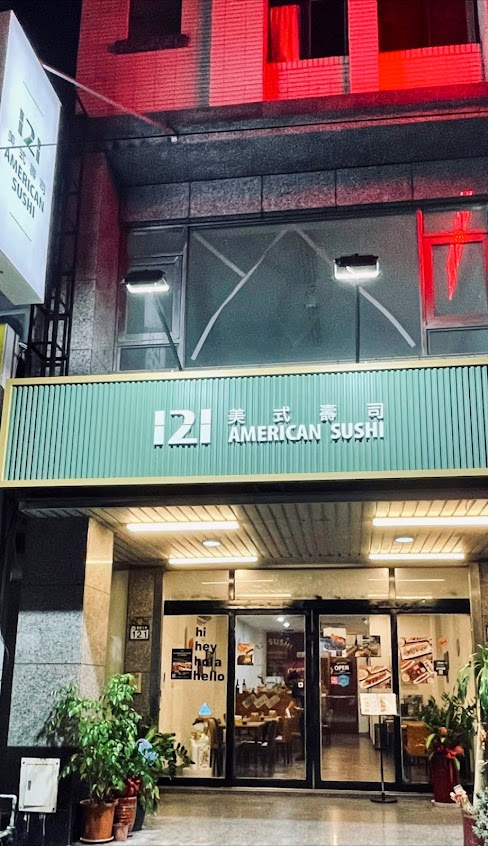 121
美式壽司
AMERICAN
SUSHI
121
美式壽司
AMERICAN SUSHI
121
hi
hey
hola
hello
SUSHI
OPEN